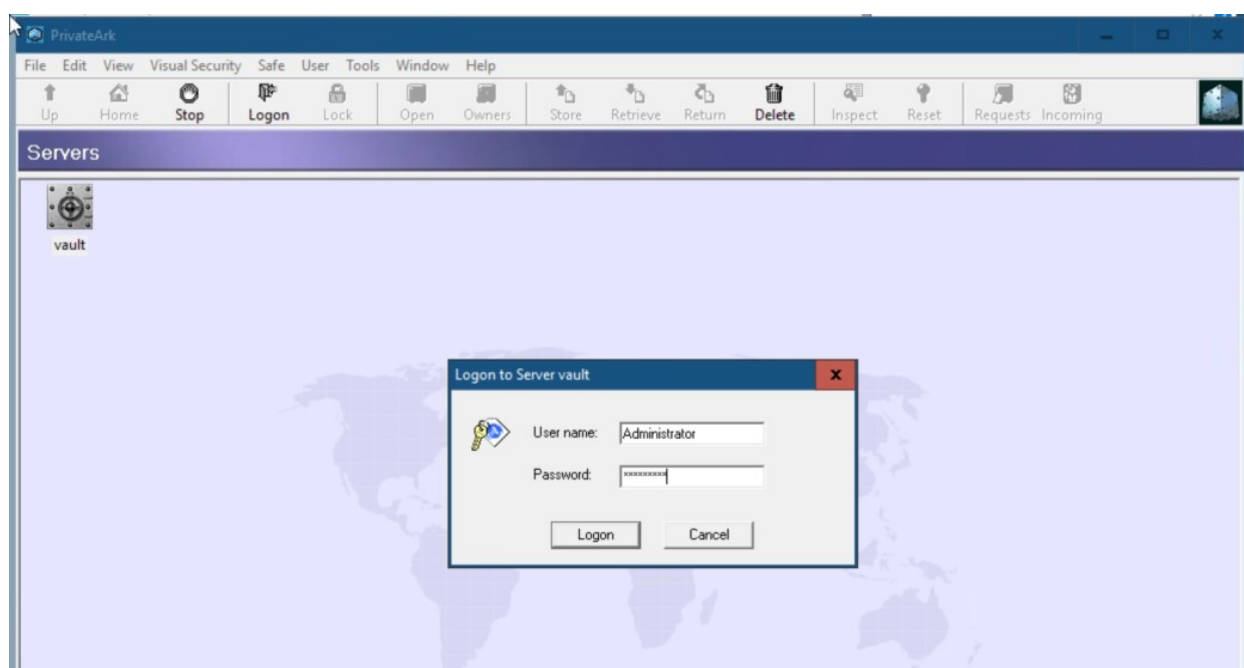 PrivateArk
File Edit View Visual Security Safe User Tools Window Help
Up Home Stop Logon Lock Open Owners Store Retrieve Return Delete Inspect Reset Requests Incoming
Servers
vault
Logon to Server vault
User name: Administrator
Password: ×××××××××
Logon Cancel